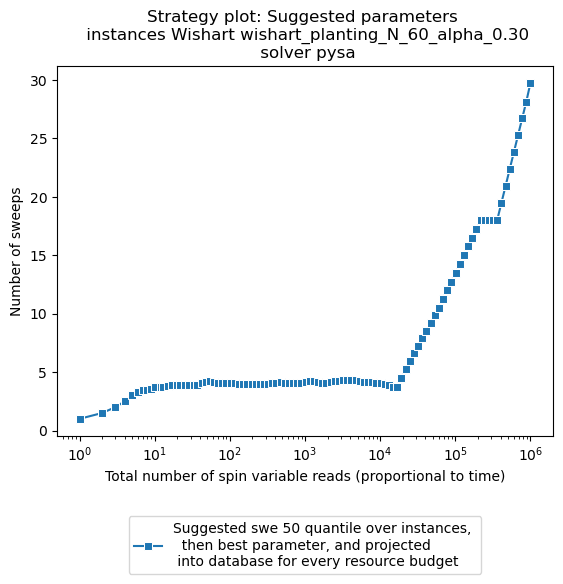 Strategy plot: Suggested parameters
instances Wishart wishart_planting_N_60_alpha_0.30
solver pysa
30
25
20
15
10
5
0
Number of sweeps
10^0 10^1 10^2 10^3 10^4 10^5 10^6
Total number of spin variable reads (proportional to time)
Suggested swe 50 quantile over instances,
then best parameter, and projected
into database for every resource budget